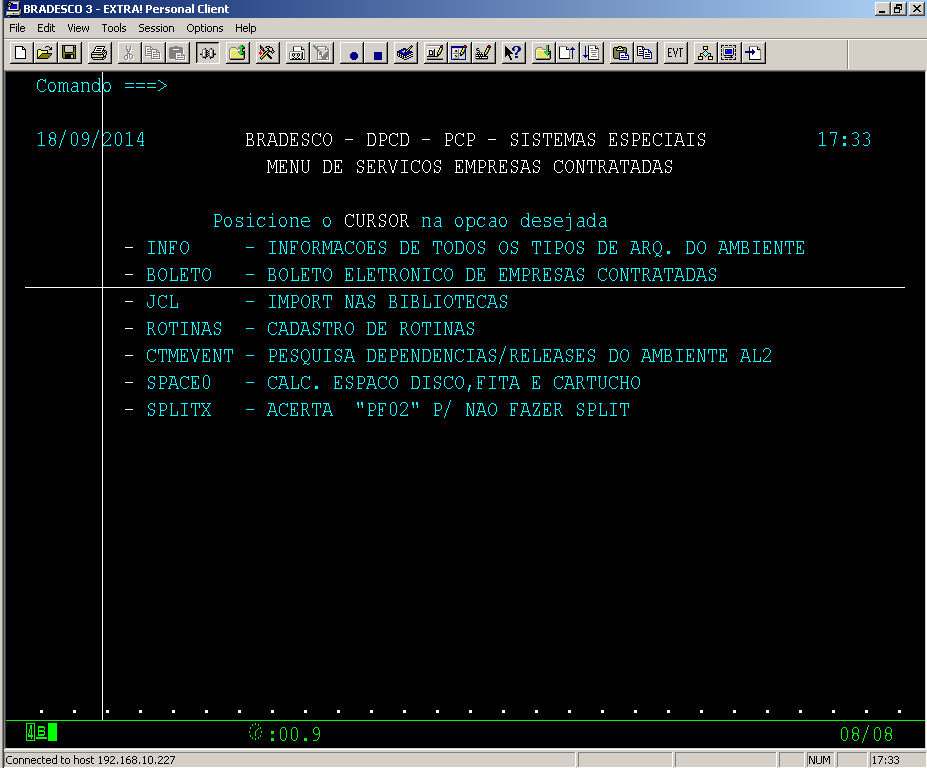 BRADESCO 3 - EXTRA! Personal Client
File Edit View Tools Session Options Help
EVT
Comando ===>
18/09/2014 BRADESCO - DPCD - PCP - SISTEMAS ESPECIAIS 17:33
MENU DE SERVICOS EMPRESAS CONTRATADAS
Posicione o CURSOR na opcao desejada
- INFO - INFORMACOES DE TODOS OS TIPOS DE ARQ. DO AMBIENTE
- BOLETO - BOLETO ELETRONICO DE EMPRESAS CONTRATADAS
- JCL - IMPORT NAS BIBLIOTECAS
- ROTINAS - CADASTRO DE ROTINAS
- CTMEVENT - PESQUISA DEPENDENCIAS/RELEASES DO AMBIENTE AL2
- SPACE0 - CALC. ESPACO DISCO,FITA E CARTUCHO
- SPLITX - ACERTA "PF02" P/ NAO FAZER SPLIT
. . . . . . . . . . . . . . . . . . . . . . . . . . .
4B :00.9 08/08
Connected to host 192.168.10.227 NUM 17:33